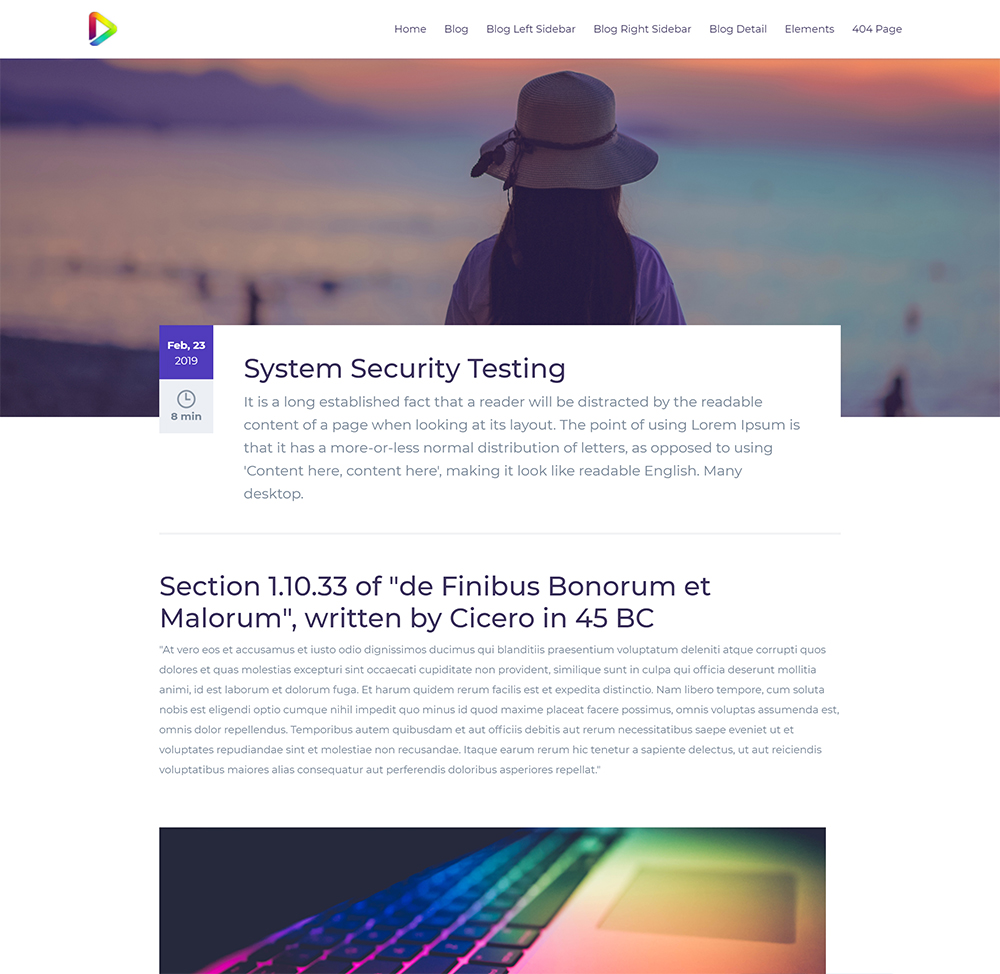 Home Blog Blog Left Sidebar Blog Right Sidebar Blog Detail Elements 404 Page
Feb, 23
2019
8 min
System Security Testing
It is a long established fact that a reader will be distracted by the readable
content of a page when looking at its layout. The point of using Lorem Ipsum is
that it has a more-or-less normal distribution of letters, as opposed to using
'Content here, content here', making it look like readable English. Many
desktop.
Section 1.10.33 of "de Finibus Bonorum et
Malorum", written by Cicero in 45 BC
"At vero eos et accusamus et iusto odio dignissimos ducimus qui blanditiis praesentium voluptatum deleniti atque corrupti quos
dolores et quas molestias excepturi sint occaecati cupiditate non provident, similique sunt in culpa qui officia deserunt mollitia
animi, id est laborum et dolorum fuga. Et harum quidem rerum facilis est et expedita distinctio. Nam libero tempore, cum soluta
nobis est eligendi optio cumque nihil impedit quo minus id quod maxime placeat facere possimus, omnis voluptas assumenda est,
omnis dolor repellendus. Temporibus autem quibusdam et aut officiis debitis aut rerum necessitatibus saepe eveniet ut et
voluptates repudiandae sint et molestiae non recusandae. Itaque earum rerum hic tenetur a sapiente delectus, ut aut reiciendis
voluptatibus maiores alias consequatur aut perferendis doloribus asperiores repellat."